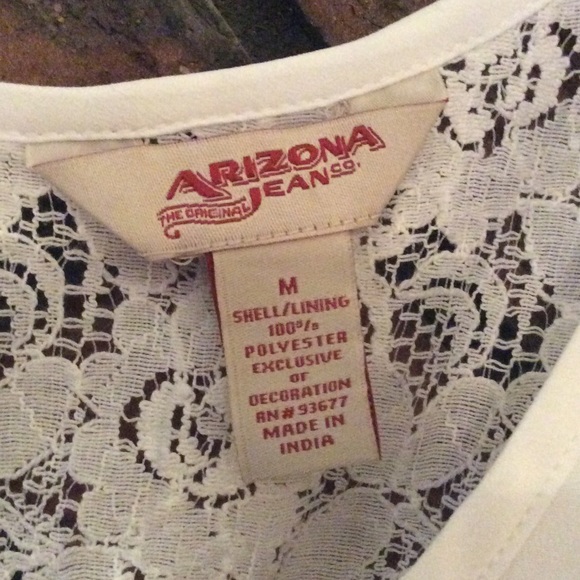 ARIZONA
THE ORIGINAL JEAN CO.
M
SHELL/LINING
100%
POLYESTER
EXCLUSIVE
OF
DECORATION
RN# 93677
MADE IN
INDIA